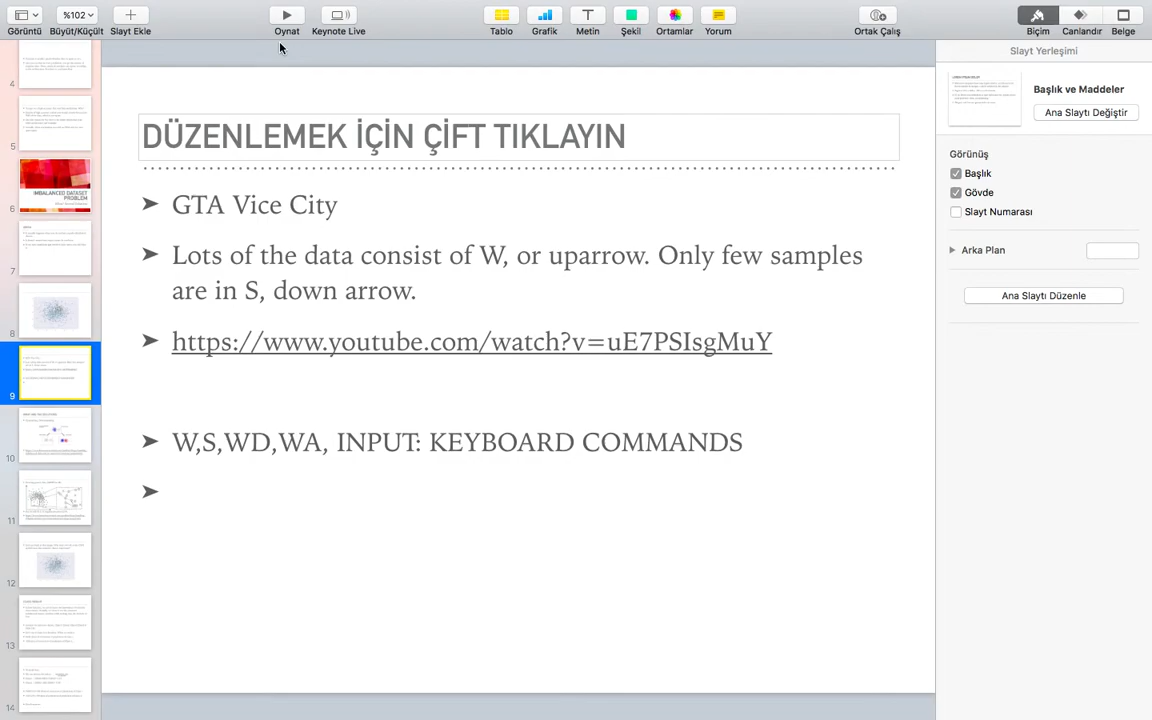 %102
Görüntü
Büyüt/Küçült
Slayt Ekle
Oynat
Keynote Live
Tablo
Grafik
Metin
Şekil
Ortamlar
Yorum
Ortak Çalış
Biçim
Canlandır
Belge
4
5
IMBALANCED DATASET
PROBLEM
6
7
8
9
10
11
12
13
14
DÜZENLEMEK İÇİN ÇİFT TIKLAYIN
➤ GTA Vice City
➤ Lots of the data consist of W, or uparrow. Only few samples
are in S, down arrow.
➤ https://www.youtube.com/watch?v=uE7PSIsgMuY
➤ W,S,WD,WA, INPUT: KEYBOARD COMMANDS
➤
Slayt Yerleşimi
Başlık ve Maddeler
Ana Slaytı Değiştir
Görünüş
Başlık
Gövde
Slayt Numarası
Arka Plan
Ana Slaytı Düzenle